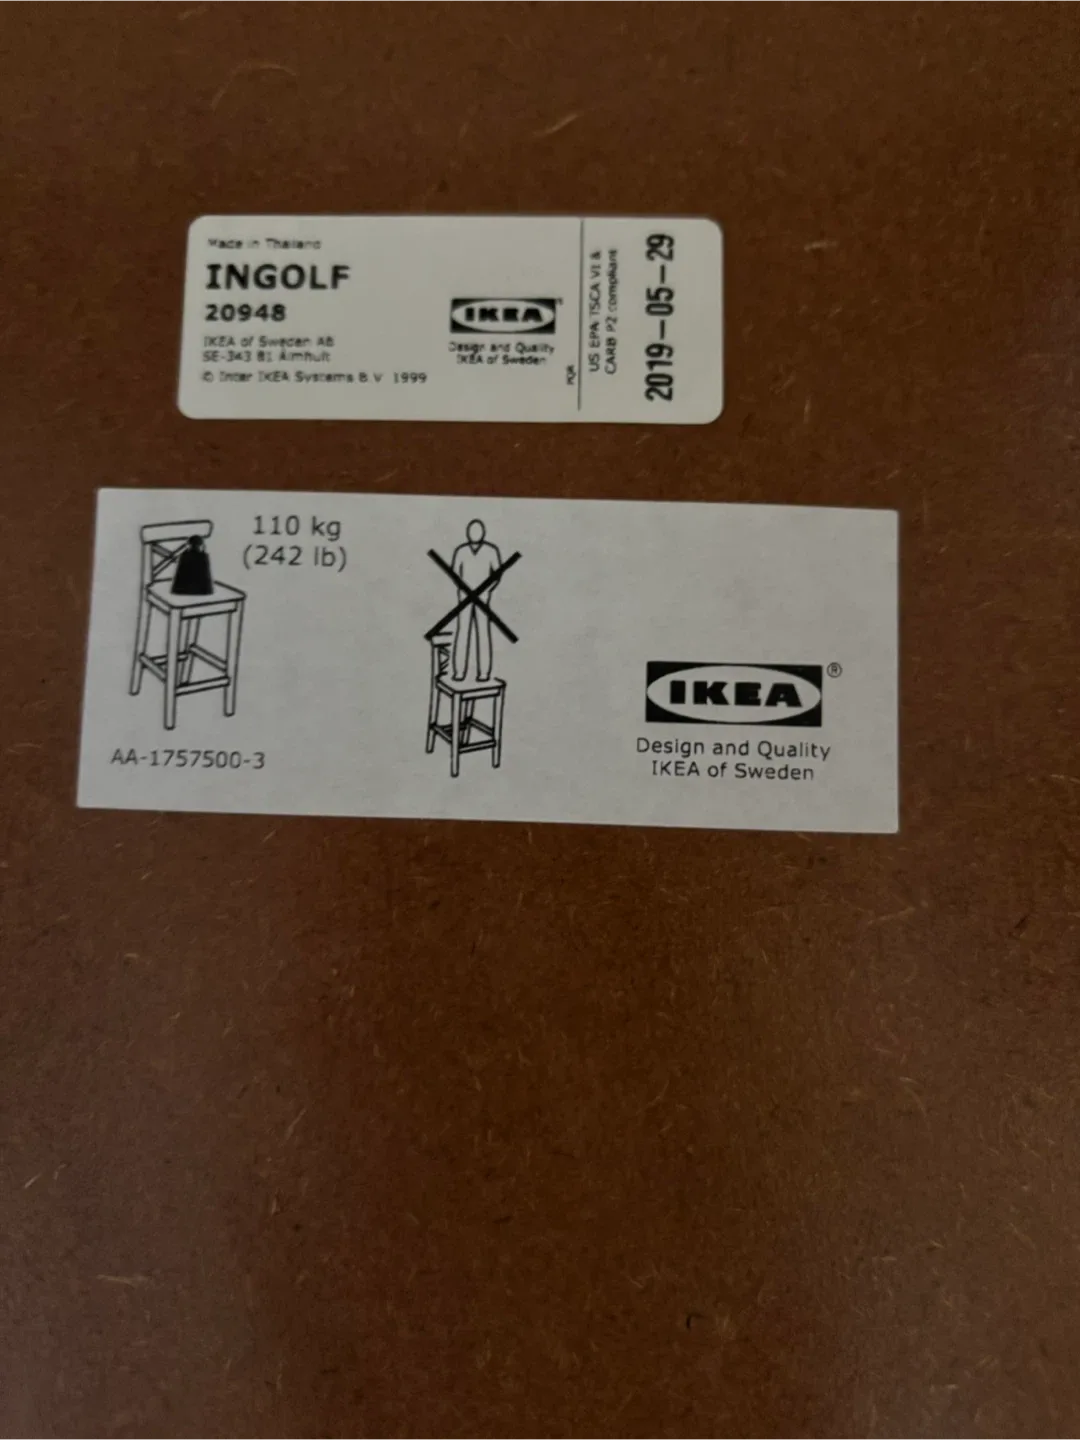 Made in Thailand
INGOLF
20948
IKEA of Sweden AB
SE-343 81 Älmhult
© Inter IKEA Systems B.V. 1999
IKEA®
Design and Quality
IKEA of Sweden
PQR
US EPA TSCA VI &
CARB P2 compliant
2019-05-29
110 kg
(242 lb)
AA-1757500-3
IKEA®
Design and Quality
IKEA of Sweden